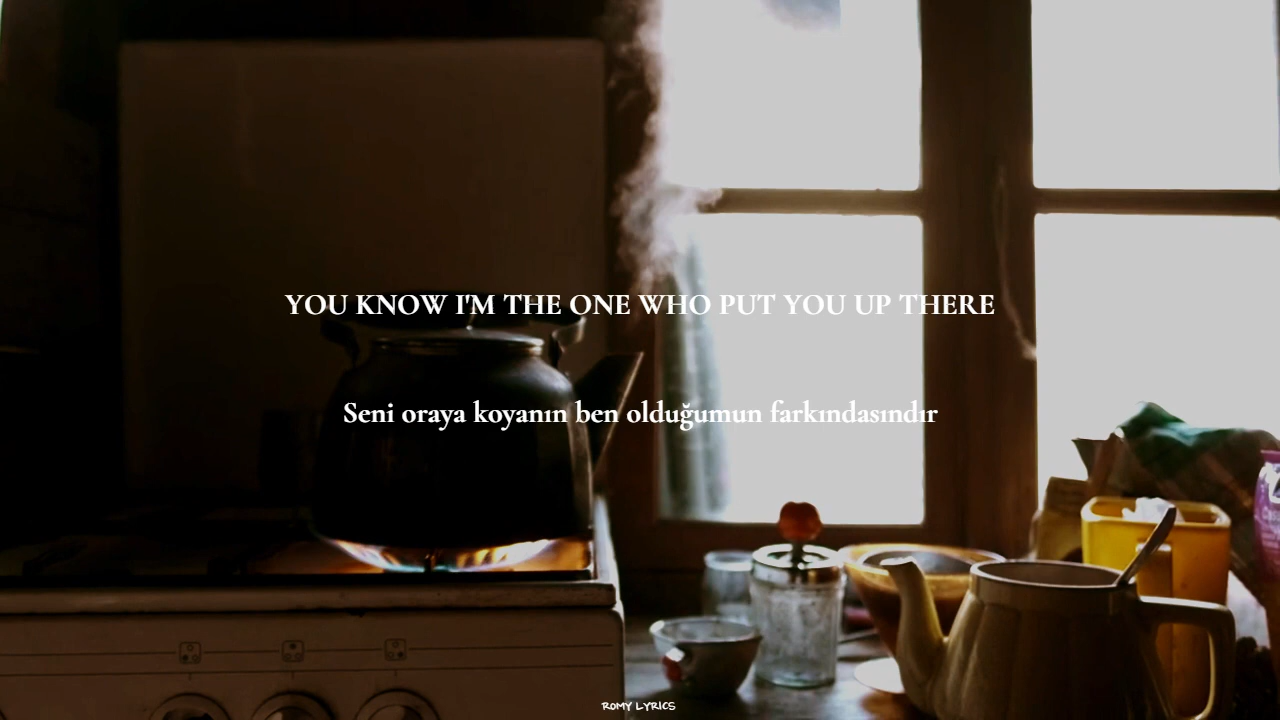 YOU KNOW I'M THE ONE WHO PUT YOU UP THERE
Seni oraya koyanın ben olduğumun farkındasındır
ROMY LYRICS